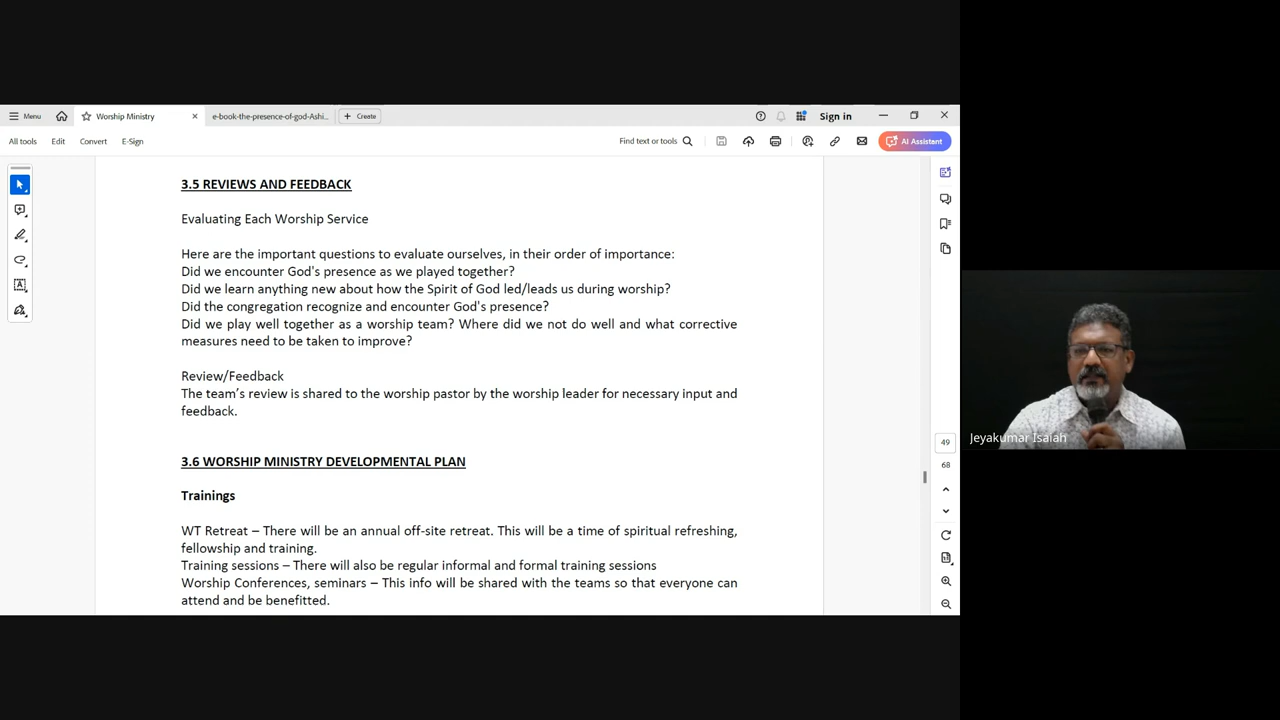 Menu
Worship Ministry
e-book-the-presence-of-god-Ashi...
Create
Sign in
All tools
Edit
Convert
E-Sign
Find text or tools
AI Assistant
3.5 REVIEWS AND FEEDBACK
Evaluating Each Worship Service
Here are the important questions to evaluate ourselves, in their order of importance:
Did we encounter God's presence as we played together?
Did we learn anything new about how the Spirit of God led/leads us during worship?
Did the congregation recognize and encounter God's presence?
Did we play well together as a worship team? Where did we not do well and what corrective
measures need to be taken to improve?
Review/Feedback
The team’s review is shared to the worship pastor by the worship leader for necessary input and
feedback.
3.6 WORSHIP MINISTRY DEVELOPMENTAL PLAN
Trainings
WT Retreat – There will be an annual off-site retreat. This will be a time of spiritual refreshing,
fellowship and training.
Training sessions – There will also be regular informal and formal training sessions
Worship Conferences, seminars – This info will be shared with the teams so that everyone can
attend and be benefitted.
49
68
Jeyakumar Isaiah